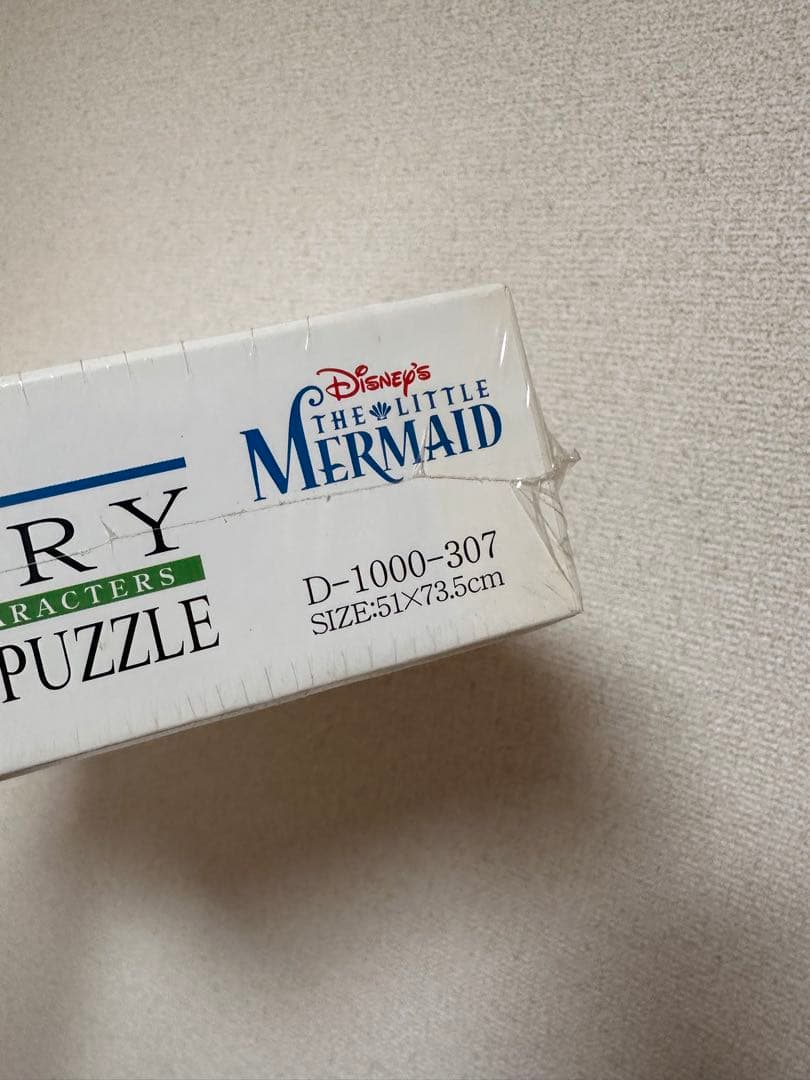 RY
ARACTERS
PUZZLE
DISNEY'S
THE LITTLE
MERMAID
D-1000-307
SIZE:51×73.5cm